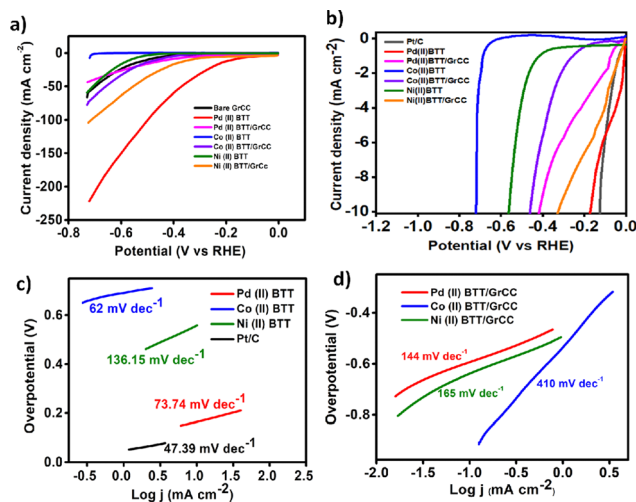 a)
Current density (mA cm-2)
0
-50
-100
-150
-200
-250
-0.8
-0.6
-0.4
-0.2
0.0
Potential (V vs RHE)
Bare GrCC
Pd (II) BTT
Pd (II) BTT/GrCC
Co (II) BTT
Co (II) BTT/GrCC
Ni (II) BTT
Ni (II) BTT/GrCc
b)
Current density (mA cm-2)
0
-2
-4
-6
-8
-10
-1.2
-1.0
-0.8
-0.6
-0.4
-0.2
0.0
Potential (V vs RHE)
Pt/C
Pd(II)BTT
Pd(II)BTT/GrCC
Co(II)BTT
Co(II)BTT/GrCC
Ni(II)BTT
Ni(II)BTT/GrCC
c)
Overpotential (V)
0.6
0.4
0.2
0.0
-0.5
0.0
0.5
1.0
1.5
2.0
2.5
Log j (mA cm-2)
Pd (II) BTT
Co (II) BTT
Ni (II) BTT
Pt/C
62 mV dec-1
136.15 mV dec-1
73.74 mV dec-1
47.39 mV dec-1
d)
Overpotential (V)
-0.4
-0.6
-0.8
-2.0
-1.5
-1.0
-0.5
0.0
0.5
Log j (mA cm-2)
Pd (II) BTT/GrCC
Co (II) BTT/GrCC
Ni (II) BTT/GrCC
144 mV dec-1
165 mV dec-1
410 mV dec-1